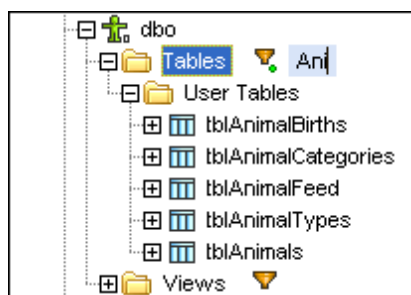 dbo
Tables Ani
User Tables
tblAnimalBirths
tblAnimalCategories
tblAnimalFeed
tblAnimalTypes
tblAnimals
Views